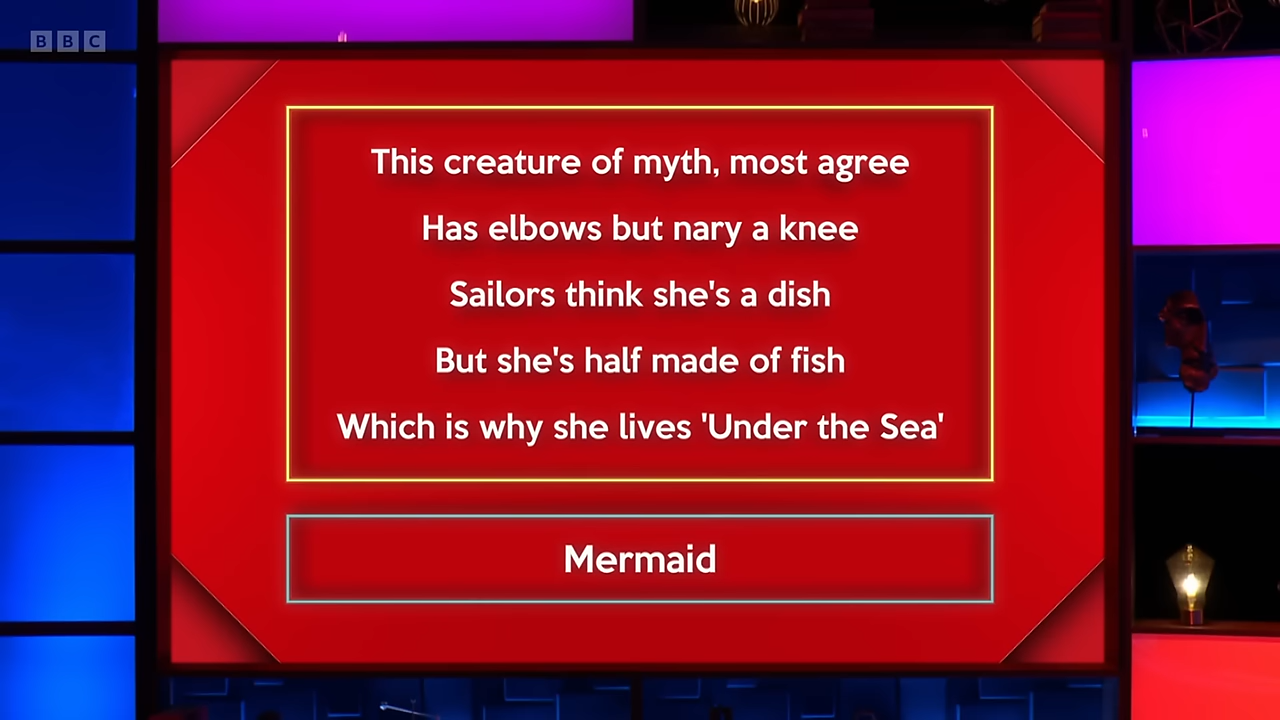 BBC
This creature of myth, most agree
Has elbows but nary a knee
Sailors think she's a dish
But she's half made of fish
Which is why she lives 'Under the Sea'
Mermaid